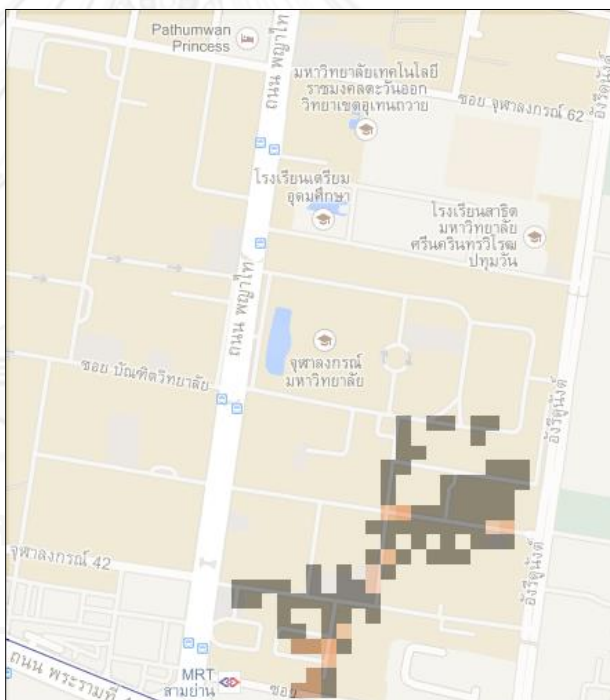 Pathumwan
Princess
ถนน พญาไท
มหาวิทยาลัยเทคโนโลยี
ราชมงคลตะวันออก
วิทยาเขตอุเทนถวาย
ซอย จุฬาลงกรณ์ 62
อังรีดูนังต์
โรงเรียนเตรียม
อุดมศึกษา
โรงเรียนสาธิต
มหาวิทยาลัย
ศรีนครินทรวิโรฒ
ปทุมวัน
ถนน พญาไท
จุฬาลงกรณ์
มหาวิทยาลัย
ซอย บัณฑิตวิทยาลัย
อังรีดูนังต์
จุฬาลงกรณ์ 42
อังรีดูนังต์
ถนน พระรามที่ 4
MRT
สามย่าน
ซอย